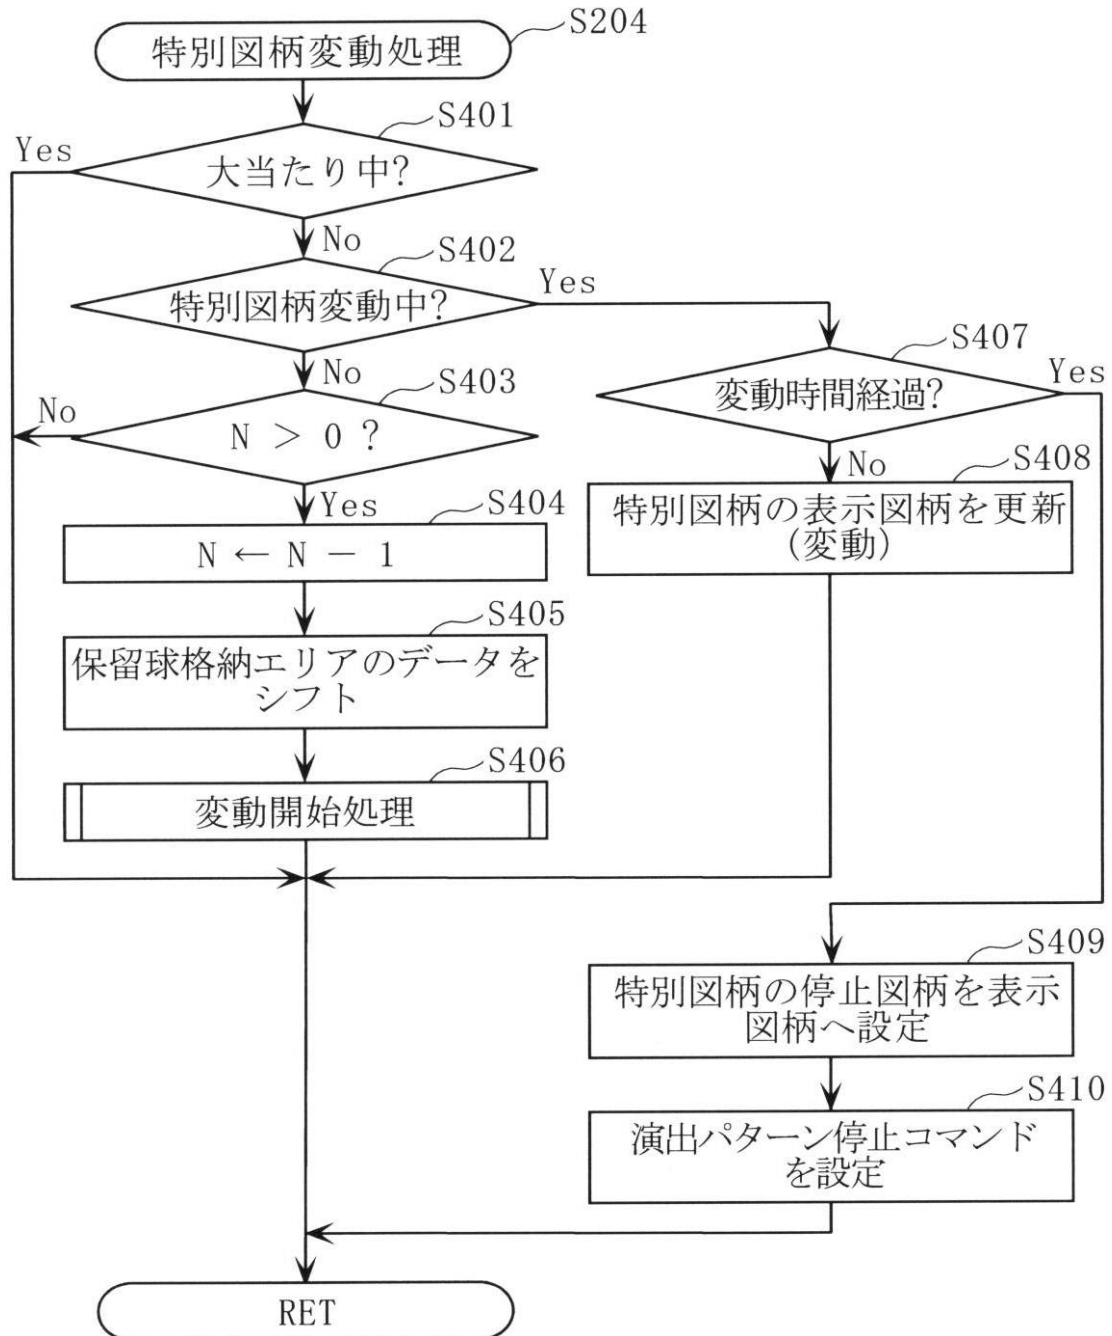 特別図柄変動処理
S204
S401
大当たり中?
Yes
No
S402
特別図柄変動中?
Yes
No
S403
N > 0 ?
No
Yes
S404
N ← N － 1
S405
保留球格納エリアのデータを
シフト
S406
変動開始処理
S407
変動時間経過?
Yes
No
S408
特別図柄の表示図柄を更新
(変動)
S409
特別図柄の停止図柄を表示
図柄へ設定
S410
演出パターン停止コマンド
を設定
RET